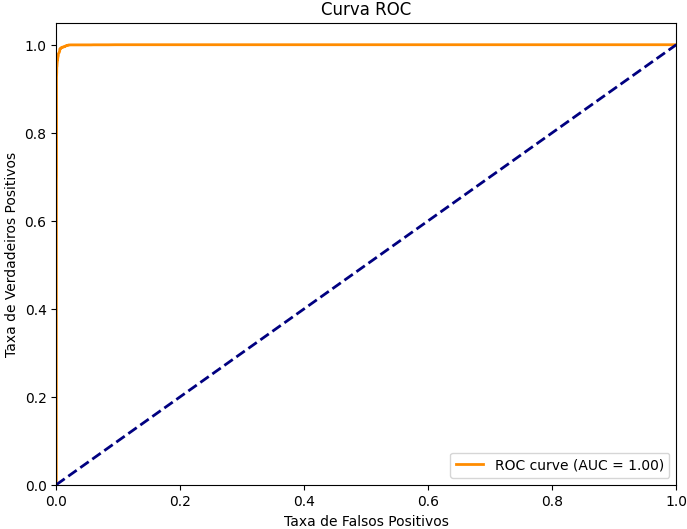 Curva ROC
Taxa de Verdadeiros Positivos
1.0
0.8
0.6
0.4
0.2
0.0
ROC curve (AUC = 1.00)
0.0 0.2 0.4 0.6 0.8 1.0
Taxa de Falsos Positivos